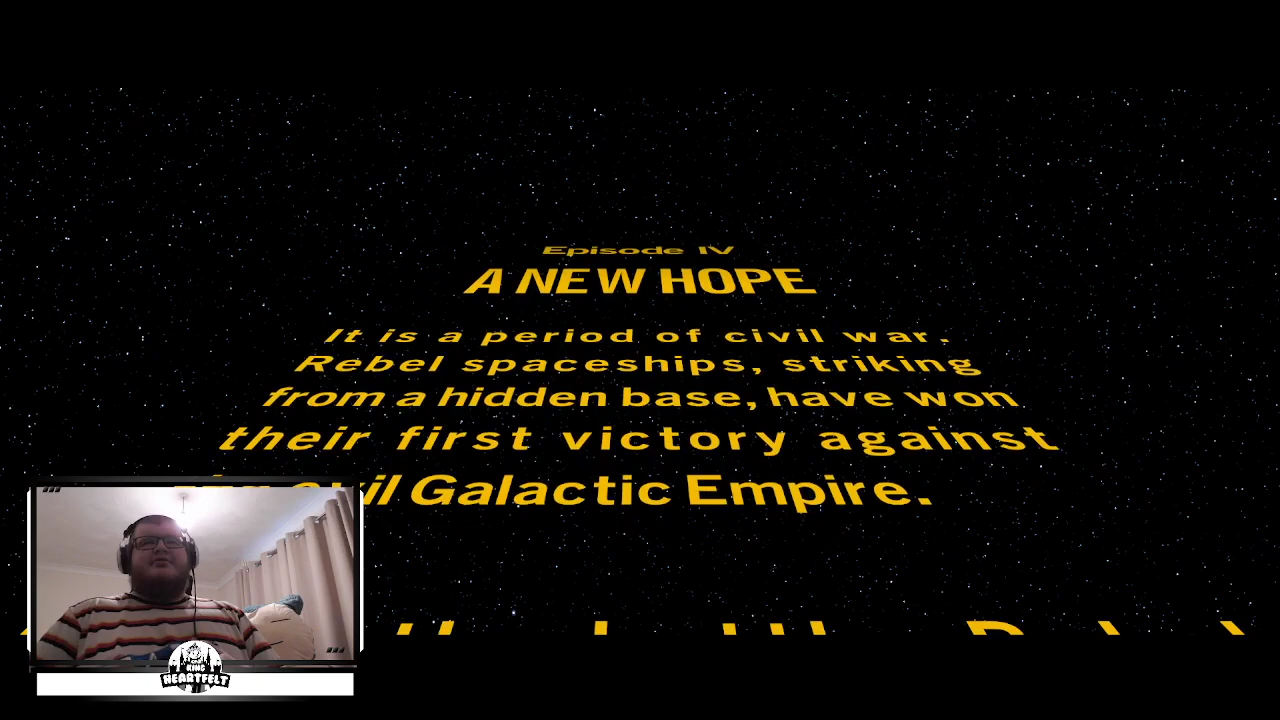 Episode IV
A NEW HOPE
It is a period of civil war.
Rebel spaceships, striking
from a hidden base, have won
their first victory against
evil Galactic Empire.
KING
HEARTFELT